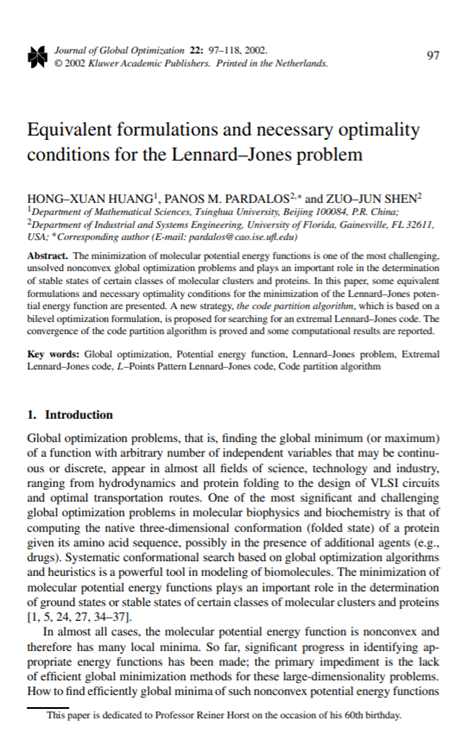 Journal of Global Optimization 22: 97–118, 2002.
© 2002 Kluwer Academic Publishers. Printed in the Netherlands.
97
Equivalent formulations and necessary optimality
conditions for the Lennard–Jones problem
HONG–XUAN HUANG¹, PANOS M. PARDALOS²,* and ZUO–JUN SHEN²
¹Department of Mathematical Sciences, Tsinghua University, Beijing 100084, P.R. China;
²Department of Industrial and Systems Engineering, University of Florida, Gainesville, FL 32611,
USA; *Corresponding author (E-mail: pardalos@cao.ise.ufl.edu)
Abstract. The minimization of molecular potential energy functions is one of the most challenging,
unsolved nonconvex global optimization problems and plays an important role in the determination
of stable states of certain classes of molecular clusters and proteins. In this paper, some equivalent
formulations and necessary optimality conditions for the minimization of the Lennard–Jones poten-
tial energy function are presented. A new strategy, the code partition algorithm, which is based on a
bilevel optimization formulation, is proposed for searching for an extremal Lennard–Jones code. The
convergence of the code partition algorithm is proved and some computational results are reported.
Key words: Global optimization, Potential energy function, Lennard–Jones problem, Extremal
Lennard–Jones code, L–Points Pattern Lennard–Jones code, Code partition algorithm
1. Introduction
Global optimization problems, that is, finding the global minimum (or maximum)
of a function with arbitrary number of independent variables that may be continu-
ous or discrete, appear in almost all fields of science, technology and industry,
ranging from hydrodynamics and protein folding to the design of VLSI circuits
and optimal transportation routes. One of the most significant and challenging
global optimization problems in molecular biophysics and biochemistry is that of
computing the native three-dimensional conformation (folded state) of a protein
given its amino acid sequence, possibly in the presence of additional agents (e.g.,
drugs). Systematic conformational search based on global optimization algorithms
and heuristics is a powerful tool in modeling of biomolecules. The minimization of
molecular potential energy functions plays an important role in the determination
of ground states or stable states of certain classes of molecular clusters and proteins
[1, 5, 24, 27, 34–37].
In almost all cases, the molecular potential energy function is nonconvex and
therefore has many local minima. So far, significant progress in identifying ap-
propriate energy functions has been made; the primary impediment is the lack
of efficient global minimization methods for these large-dimensionality problems.
How to find efficiently global minima of such nonconvex potential energy functions
This paper is dedicated to Professor Reiner Horst on the occasion of his 60th birthday.